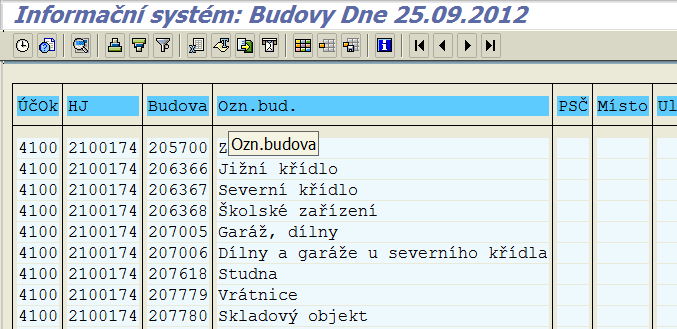 Informační systém: Budovy Dne 25.09.2012
ÚčOk HJ Budova Ozn.bud. PSČ Místo Ul
4100 2100174 205700 Z
Ozn.budova
4100 2100174 206366 Jižní křídlo
4100 2100174 206367 Severní křídlo
4100 2100174 206368 Školské zařízení
4100 2100174 207005 Garáž, dílny
4100 2100174 207006 Dílny a garáže u severního křídla
4100 2100174 207618 Studna
4100 2100174 207779 Vrátnice
4100 2100174 207780 Skladový objekt